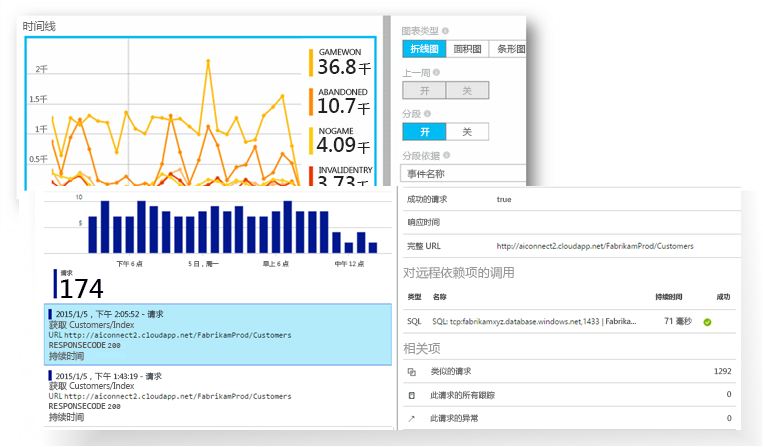 时间线
2千
1.5千
1千
0.5千
GAMEWON
36.8千
ABANDONED
10.7千
NOGAME
4.09千
INVALIDENTRY
3.73千
图表类型
折线图 面积图 条形图
上一周
开 关
分段
开 关
分段依据
事件名称
10
5
下午 6 点 5 日，周一 早上 6 点 中午 12 点
请求
174
2015/1/5，下午 2:05:52 - 请求
获取 Customers/Index
URL http://aiconnect2.cloudapp.net/FabrikamProd/Customers
RESPONSECODE 200
持续时间
2015/1/5，下午 1:43:19 - 请求
获取 Customers/Index
URL http://aiconnect2.cloudapp.net/FabrikamProd/Customers
RESPONSECODE 200
持续时间
成功的请求 true
响应时间
完整 URL http://aiconnect2.cloudapp.net/FabrikamProd/Customers
对远程依赖项的调用
类型 名称 持续时间 成功
SQL SQL: tcp:fabrikamxyz.database.windows.net,1433 | Fabrika... 71 毫秒
相关项
类似的请求 1292
此请求的所有跟踪 0
此请求的异常 0